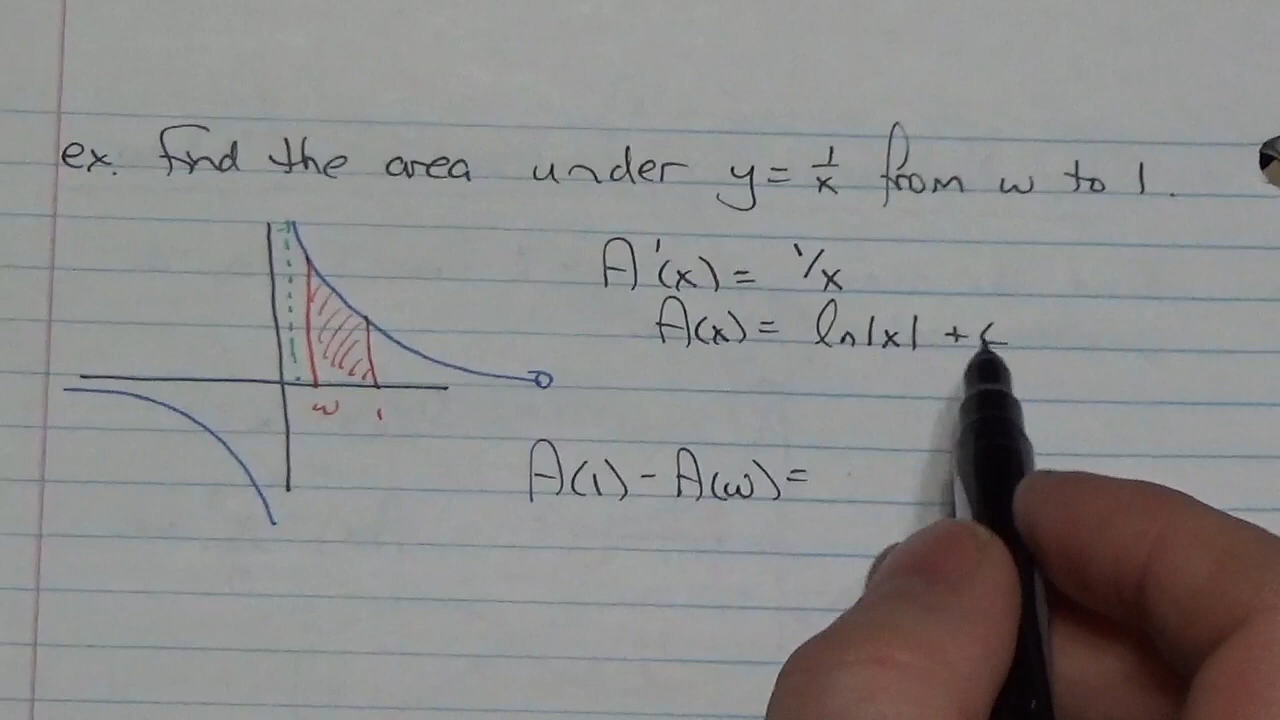 ex. find the area under y = 1/x from w to 1.
A'(x) = 1/x
A(x) = ln|x| + c
w 1
A(1) - A(w) =